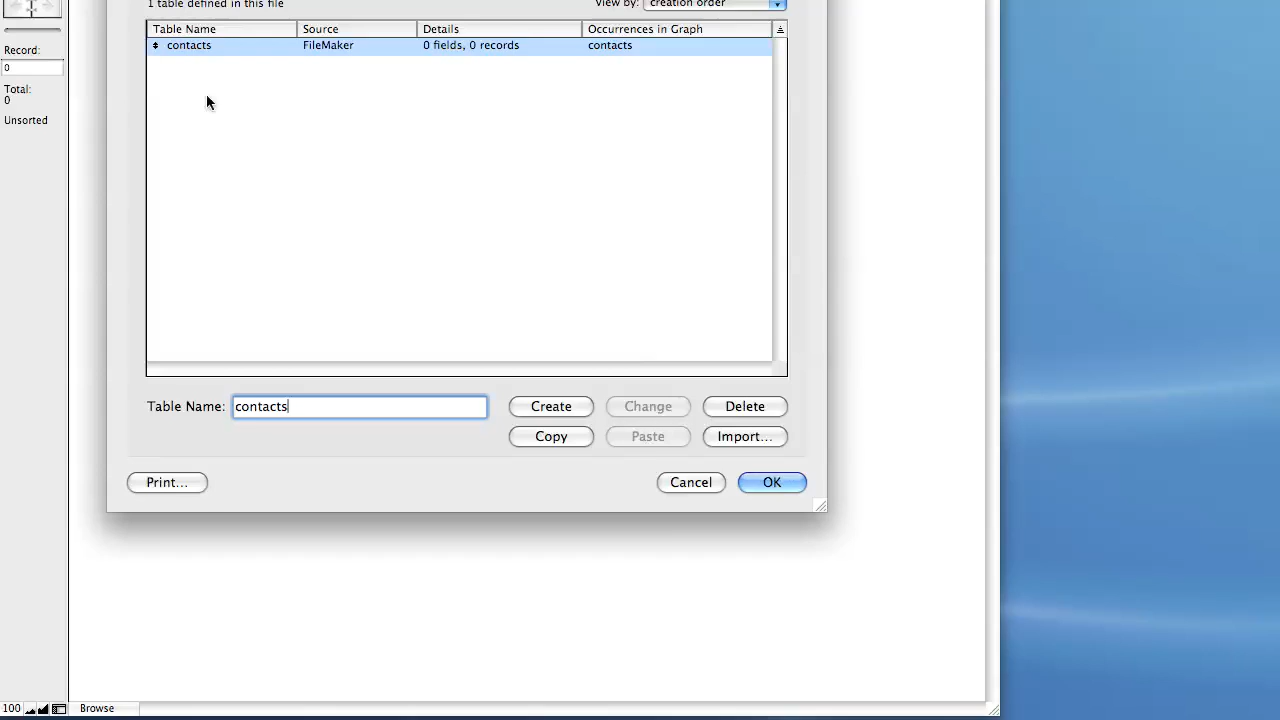 1 table defined in this file
View by: creation order
Table Name Source Details Occurrences in Graph
contacts FileMaker 0 fields, 0 records contacts
Record:
0
Total:
0
Unsorted
Table Name: contacts Create Change Delete
Copy Paste Import...
Print... Cancel OK
100 Browse